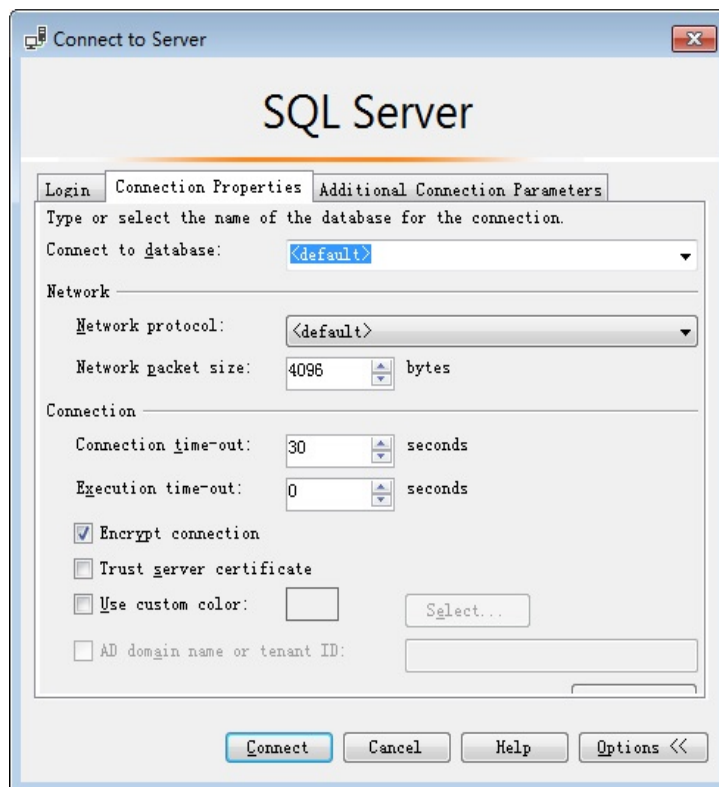 Connect to Server
SQL Server
Login Connection Properties Additional Connection Parameters
Type or select the name of the database for the connection.
Connect to database: <default>
Network
Network protocol: <default>
Network packet size: 4096 bytes
Connection
Connection time-out: 30 seconds
Execution time-out: 0 seconds
Encrypt connection
Trust server certificate
Use custom color: Select...
AD domain name or tenant ID:
Connect Cancel Help Options <<